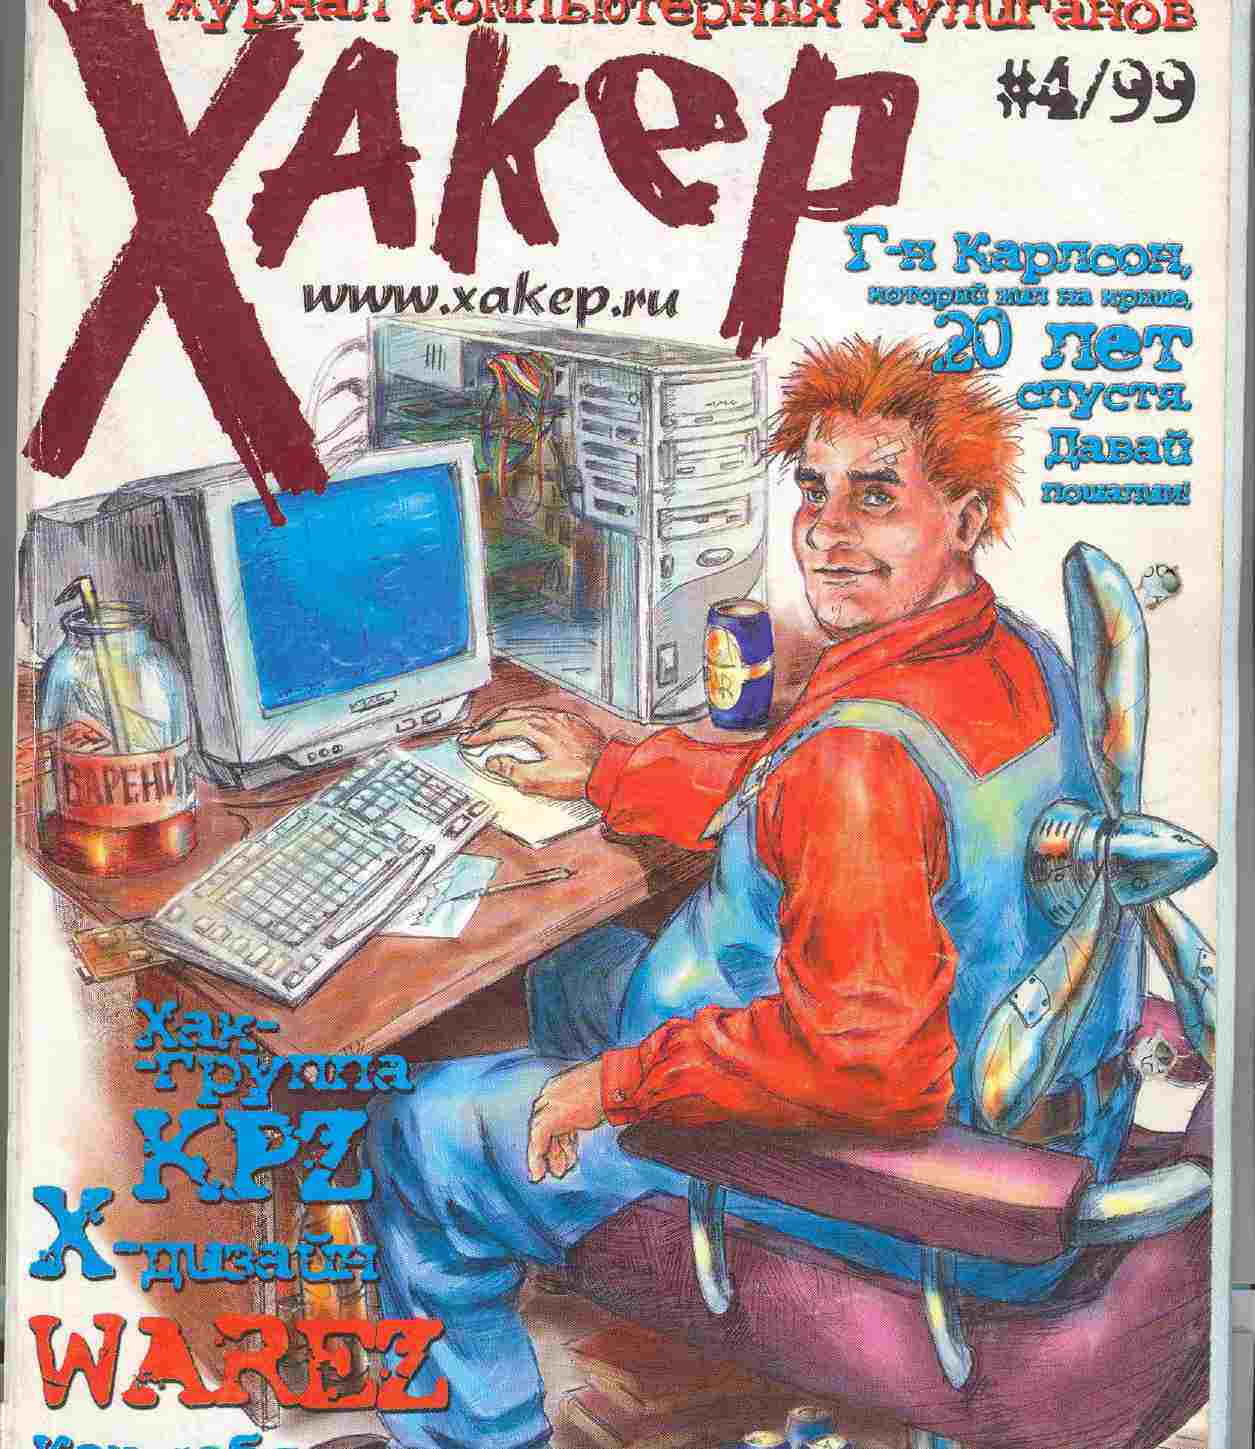 журнал компьютерных хулиганов
Хакер
#4/99
www.xakep.ru
Г-н Карлсон,
который жил на крыше,
20 лет
спустя.
Давай
пошалим!
ВАРЕНИ
Хак-
-группа
KPZ
X-дизайн
WAREZ